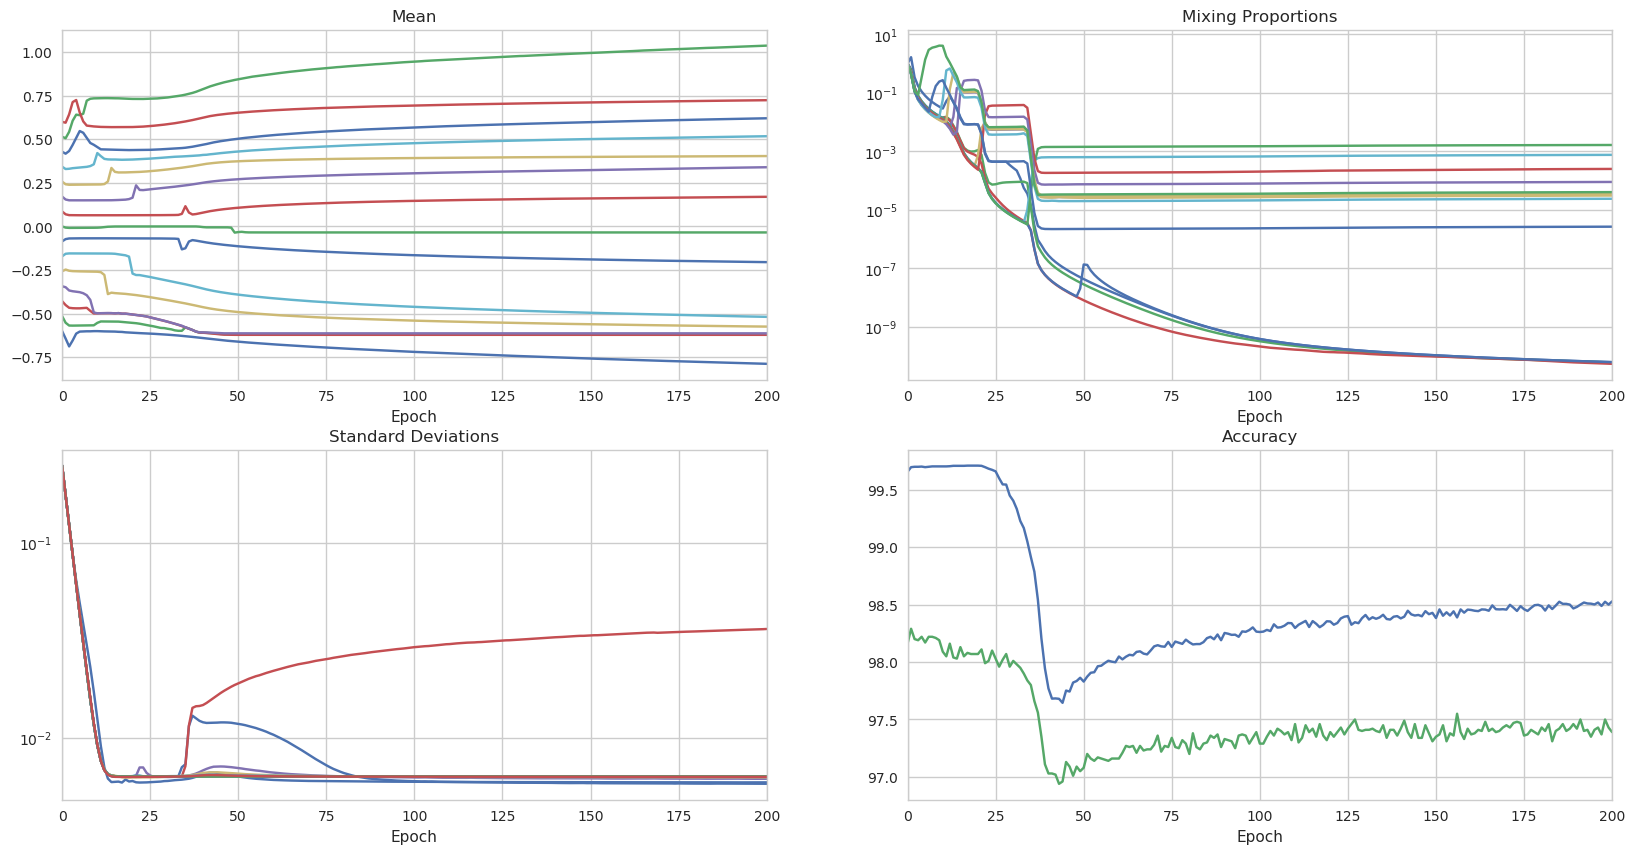 Mean
1.00
0.75
0.50
0.25
0.00
−0.25
−0.50
−0.75
0 25 50 75 100 125 150 175 200
Epoch
Mixing Proportions
10^1
10^−1
10^−3
10^−5
10^−7
10^−9
0 25 50 75 100 125 150 175 200
Epoch
Standard Deviations
10^−1
10^−2
0 25 50 75 100 125 150 175 200
Epoch
Accuracy
99.5
99.0
98.5
98.0
97.5
97.0
0 25 50 75 100 125 150 175 200
Epoch